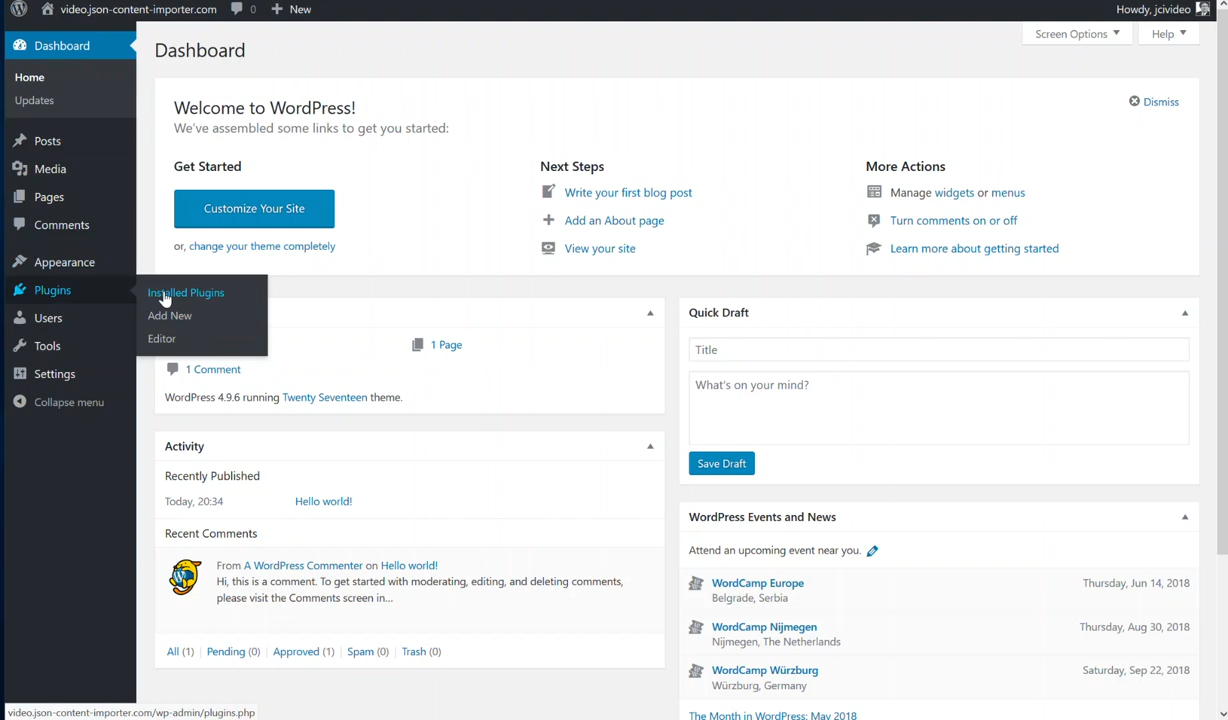 video.json-content-importer.com 0 New Howdy, jcivideo
Screen Options Help
Dashboard
Home
Updates
Posts
Media
Pages
Comments
Appearance
Plugins
Users
Tools
Settings
Collapse menu
Installed Plugins
Add New
Editor
Dashboard
Welcome to WordPress!
We've assembled some links to get you started:
Dismiss
Get Started
Customize Your Site
or, change your theme completely
Next Steps
Write your first blog post
Add an About page
View your site
More Actions
Manage widgets or menus
Turn comments on or off
Learn more about getting started
1 Page
1 Comment
WordPress 4.9.6 running Twenty Seventeen theme.
Activity
Recently Published
Today, 20:34 Hello world!
Recent Comments
From A WordPress Commenter on Hello world!
Hi, this is a comment. To get started with moderating, editing, and deleting comments,
please visit the Comments screen in...
All (1) | Pending (0) | Approved (1) | Spam (0) | Trash (0)
Quick Draft
Title
What's on your mind?
Save Draft
WordPress Events and News
Attend an upcoming event near you.
WordCamp Europe Thursday, Jun 14, 2018
Belgrade, Serbia
WordCamp Nijmegen Thursday, Aug 30, 2018
Nijmegen, The Netherlands
WordCamp Würzburg Saturday, Sep 22, 2018
Würzburg, Germany
The Month in WordPress: May 2018
video.json-content-importer.com/wp-admin/plugins.php